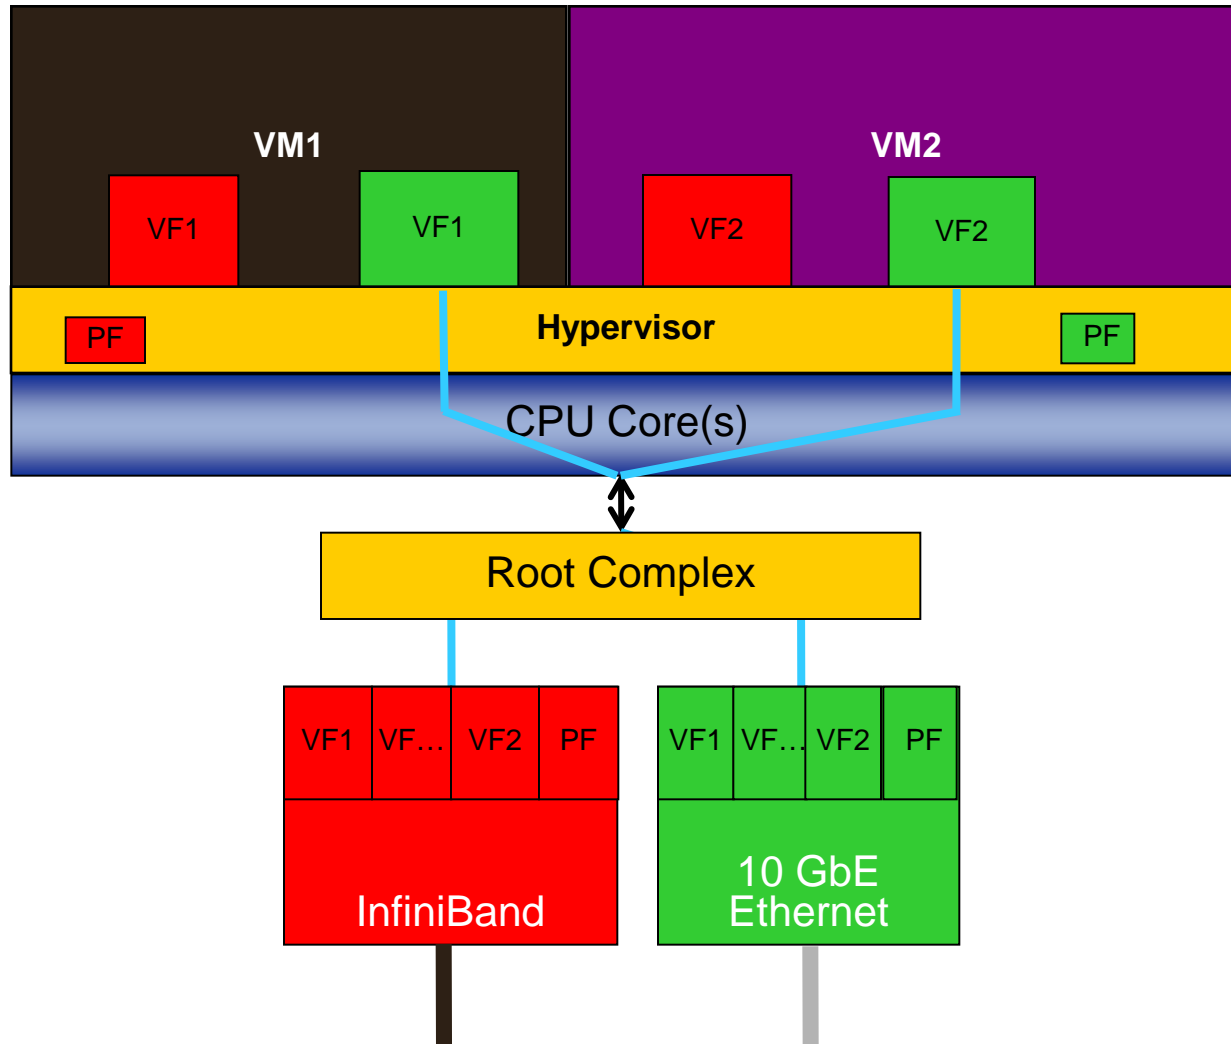 VM1
VM2
VF1
VF1
VF2
VF2
PF
Hypervisor
PF
CPU Core(s)
Root Complex
VF1
VF…
VF2
PF
VF1
VF…
VF2
PF
InfiniBand
10 GbE
Ethernet